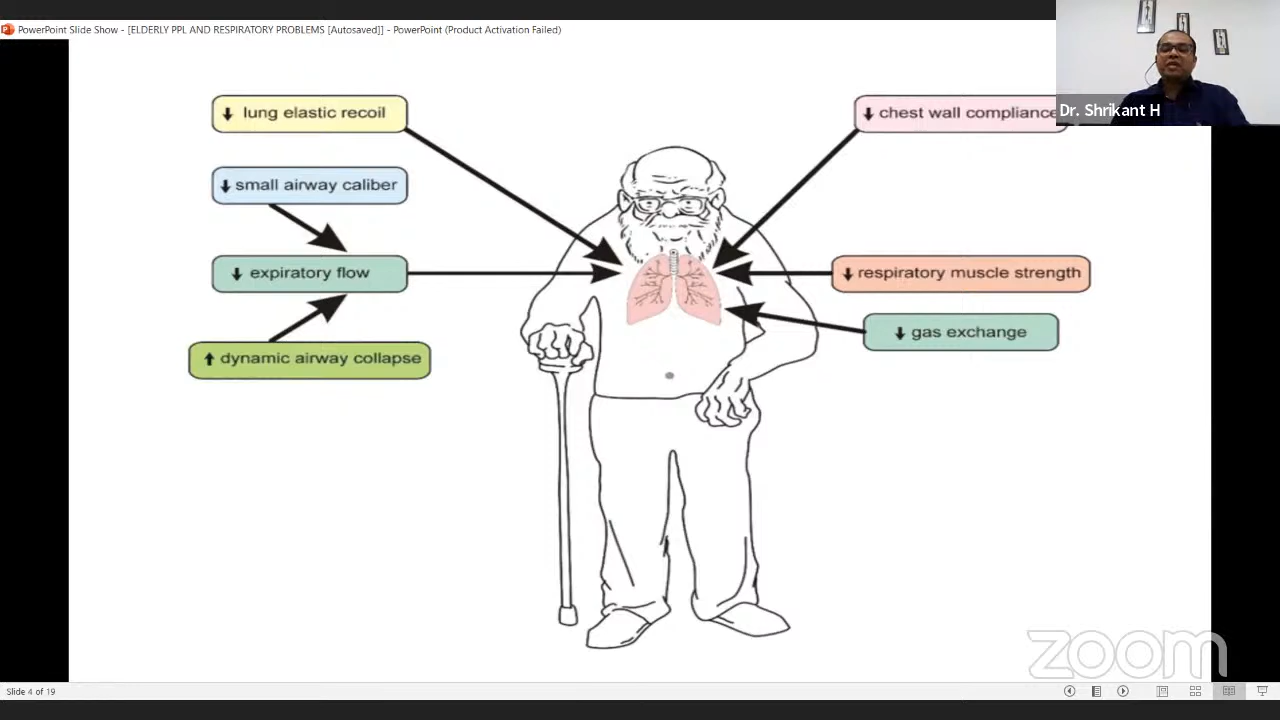 PowerPoint Slide Show - [ELDERLY PPL AND RESPIRATORY PROBLEMS [Autosaved]] - PowerPoint (Product Activation Failed)
Dr. Shrikant H
⬇ lung elastic recoil
⬇ chest wall compliance
⬇ small airway caliber
⬇ expiratory flow
⬇ respiratory muscle strength
⬇ gas exchange
⬆ dynamic airway collapse
zoom
Slide 4 of 19